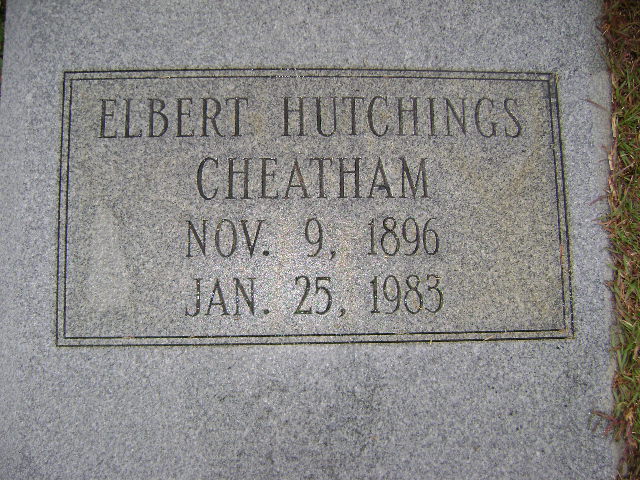 ELBERT HUTCHINGS
CHEATHAM
NOV. 9, 1896
JAN. 25, 1983